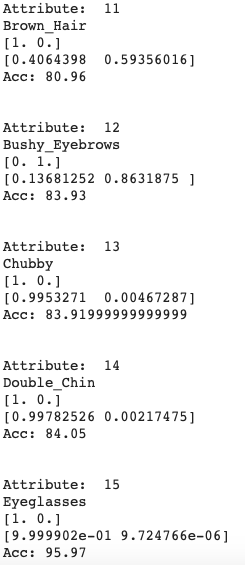 Attribute:  11
Brown_Hair
[1. 0.]
[0.4064398  0.59356016]
Acc: 80.96
Attribute:  12
Bushy_Eyebrows
[0. 1.]
[0.13681252 0.8631875 ]
Acc: 83.93
Attribute:  13
Chubby
[1. 0.]
[0.9953271  0.00467287]
Acc: 83.91999999999999
Attribute:  14
Double_Chin
[1. 0.]
[0.99782526 0.00217475]
Acc: 84.05
Attribute:  15
Eyeglasses
[1. 0.]
[9.999902e-01 9.724766e-06]
Acc: 95.97